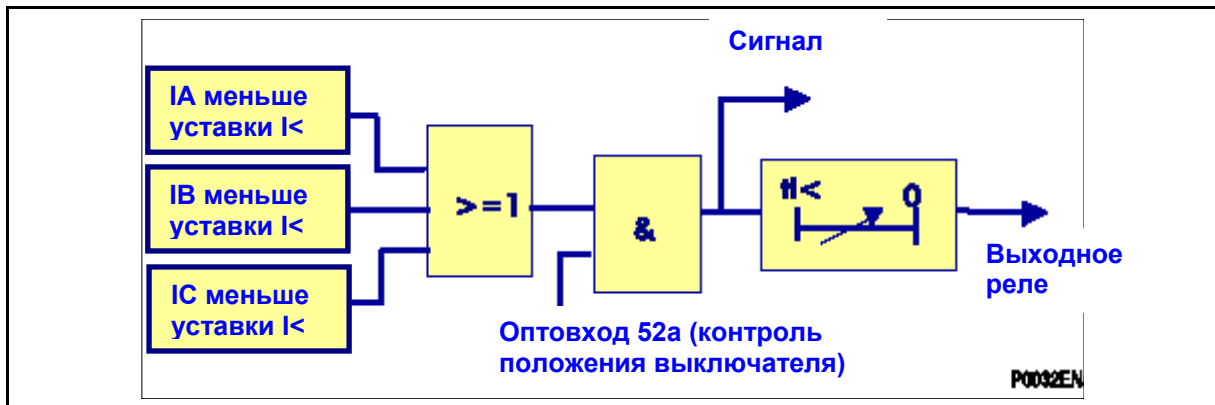 Сигнал
IA меньше
уставки I<
IB меньше
уставки I<
IC меньше
уставки I<
>=1
&
tI<
0
Выходное
реле
Оптовход 52a (контроль
положения выключателя)
P0032EN